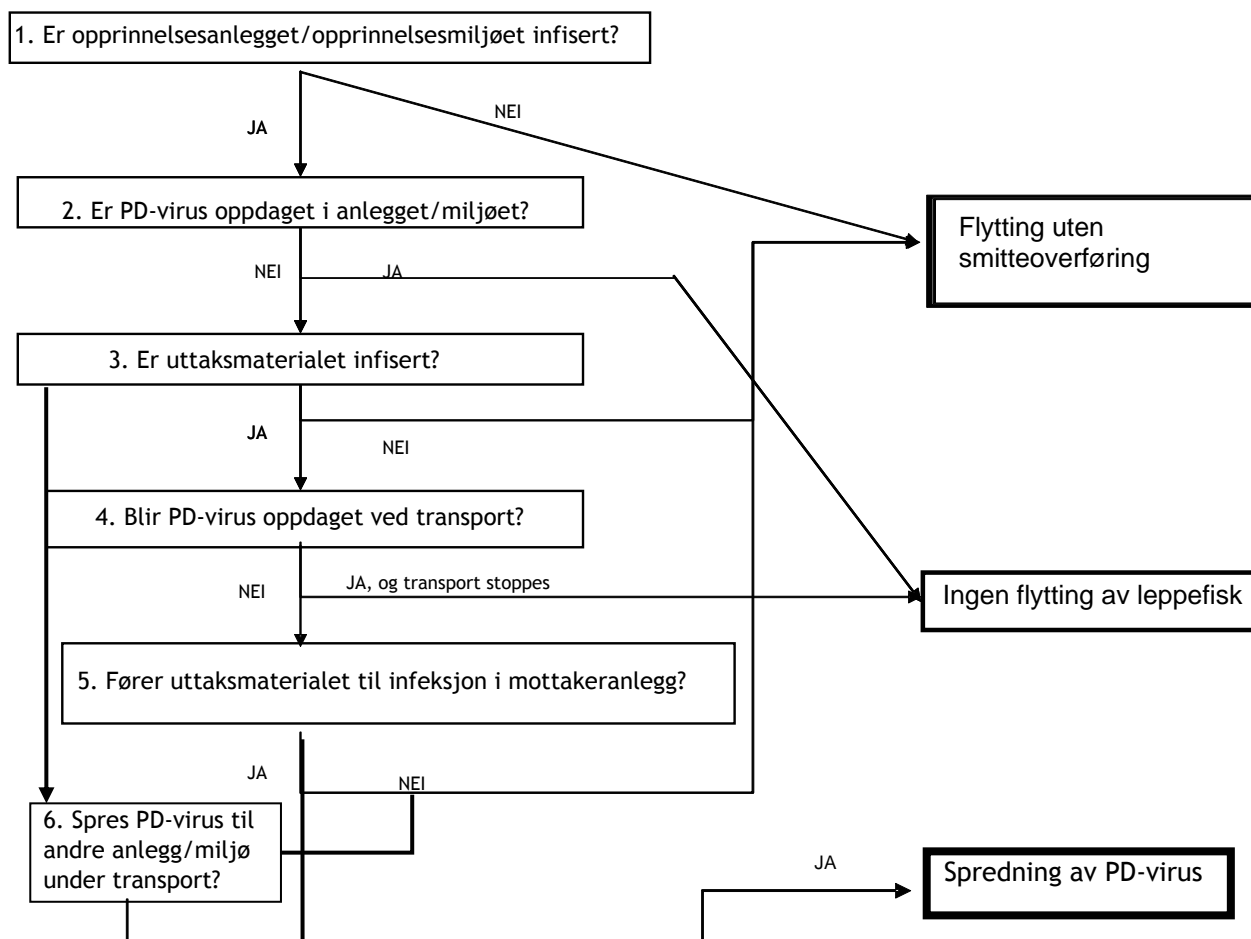 1. Er opprinnelsesanlegget/opprinnelsesmiljøet infisert?
NEI
JA
2. Er PD-virus oppdaget i anlegget/miljøet?
Flytting uten
smitteoverføring
NEI
JA
3. Er uttaksmaterialet infisert?
JA
NEI
4. Blir PD-virus oppdaget ved transport?
NEI
JA, og transport stoppes
Ingen flytting av leppefisk
5. Fører uttaksmaterialet til infeksjon i mottakeranlegg?
JA
NEI
6. Spres PD-virus til
andre anlegg/miljø
under transport?
JA
Spredning av PD-virus